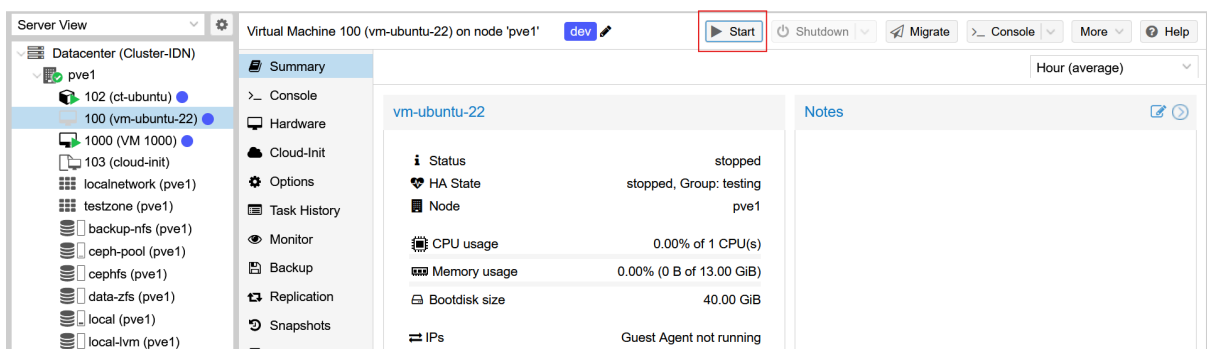 Server View
Datacenter (Cluster-IDN)
pve1
102 (ct-ubuntu)
100 (vm-ubuntu-22)
1000 (VM 1000)
103 (cloud-init)
localnetwork (pve1)
testzone (pve1)
backup-nfs (pve1)
ceph-pool (pve1)
cephfs (pve1)
data-zfs (pve1)
local (pve1)
local-lvm (pve1)
Virtual Machine 100 (vm-ubuntu-22) on node 'pve1' dev Start Shutdown Migrate >_ Console More Help
Summary
>_ Console
Hardware
Cloud-Init
Options
Task History
Monitor
Backup
Replication
Snapshots
Hour (average)
vm-ubuntu-22
Status stopped
HA State stopped, Group: testing
Node pve1
CPU usage 0.00% of 1 CPU(s)
Memory usage 0.00% (0 B of 13.00 GiB)
Bootdisk size 40.00 GiB
IPs Guest Agent not running
Notes